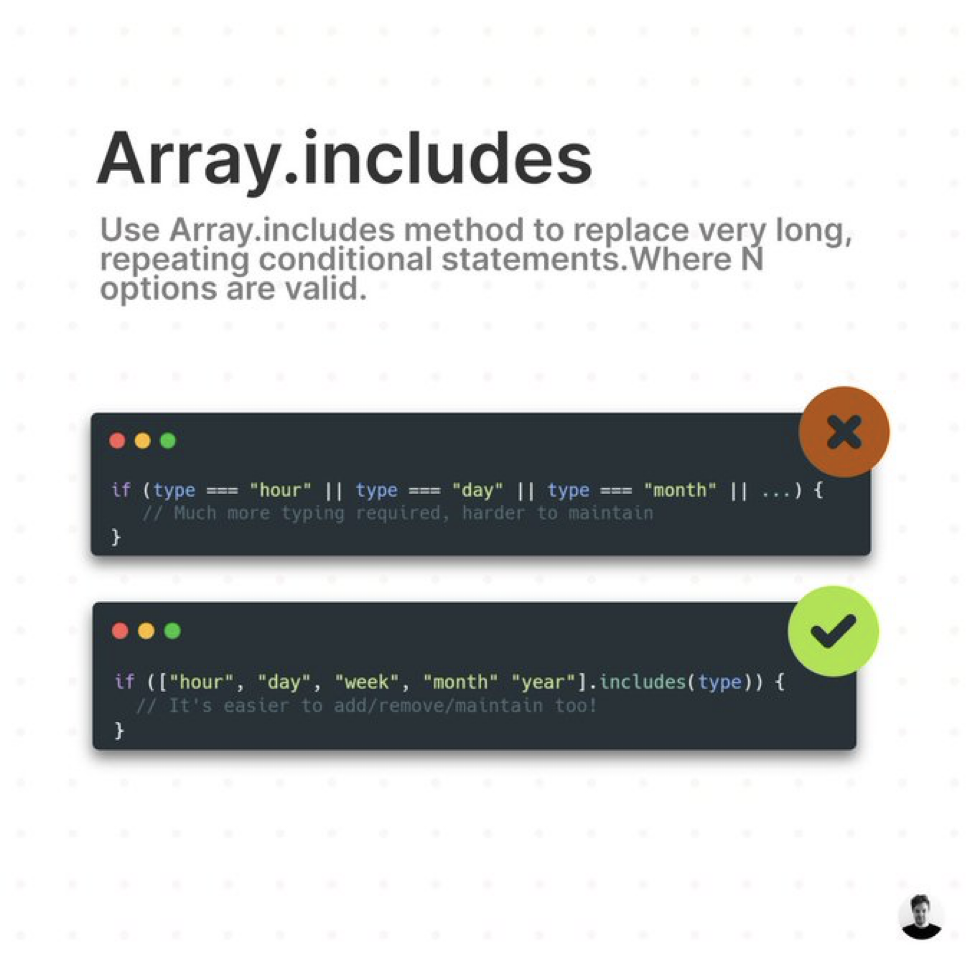 Array.includes
Use Array.includes method to replace very long,
repeating conditional statements.Where N
options are valid.
if (type === "hour" || type === "day" || type === "month" || ...) {
// Much more typing required, harder to maintain
}
if (["hour", "day", "week", "month" "year"].includes(type)) {
// It's easier to add/remove/maintain too!
}